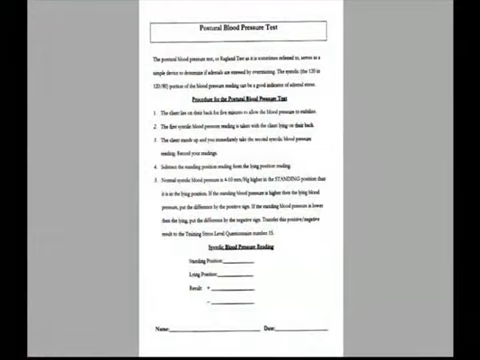 Postural Blood Pressure Test
The postural blood pressure test, or Ragland Test as it is sometimes referred to, serves as a
simple device to determine if adrenals are stressed by overtraining. The systolic (the 120 in
120/80) portion of the blood pressure reading can be a good indicator of adrenal stress.
Procedure for the Postural Blood Pressure Test
1. The client lies on their back for five minutes to allow the blood pressure to stabilize.
2. The first systolic blood pressure reading is taken with the client lying on their back.
3. The client stands up and you immediately take the second systolic blood pressure
reading. Record your readings.
4. Subtract the standing position reading from the lying position reading.
5. Normal systolic blood pressure is 4-10 mm/Hg higher in the STANDING position than
it is in the lying position. If the standing blood pressure is higher then the lying blood
pressure, put the difference by the positive sign. If the standing blood pressure is lower
then the lying, put the difference by the negative sign. Transfer this positive/negative
result to the Training Stress Level Questionnaire number 15.
Systolic Blood Pressure Reading
Standing Position:
Lying Position:
Result: +
-
Name: Date: